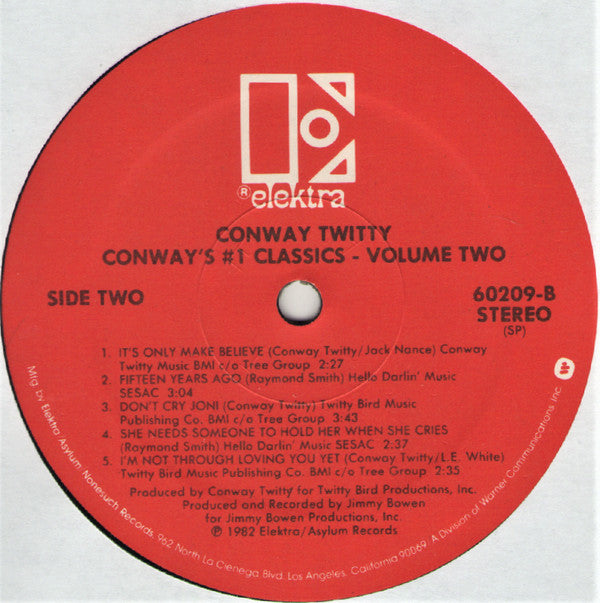 ® elektra
CONWAY TWITTY
CONWAY'S #1 CLASSICS - VOLUME TWO
SIDE TWO
60209-B
STEREO
(SP)
1. IT'S ONLY MAKE BELIEVE (Conway Twitty/Jack Nance) Conway
Twitty Music BMI c/o Tree Group 2:27
2. FIFTEEN YEARS AGO (Raymond Smith) Hello Darlin' Music
SESAC 3:04
3. DON'T CRY JONI (Conway Twitty) Twitty Bird Music
Publishing Co. BMI c/o Tree Group 3:43
4. SHE NEEDS SOMEONE TO HOLD HER WHEN SHE CRIES
(Raymond Smith) Hello Darlin' Music SESAC 2:37
5. I'M NOT THROUGH LOVING YOU YET (Conway Twitty/L.E. White)
Twitty Bird Music Publishing Co. BMI c/o Tree Group 2:35
Produced by Conway Twitty for Twitty Bird Productions, Inc.
Produced and Recorded by Jimmy Bowen
for Jimmy Bowen Productions, Inc.
℗ 1982 Elektra/Asylum Records
Mfg. by Elektra/Asylum/Nonesuch Records, 962 North La Cienega Blvd., Los Angeles, California 90069. A Division of Warner Communications Inc.